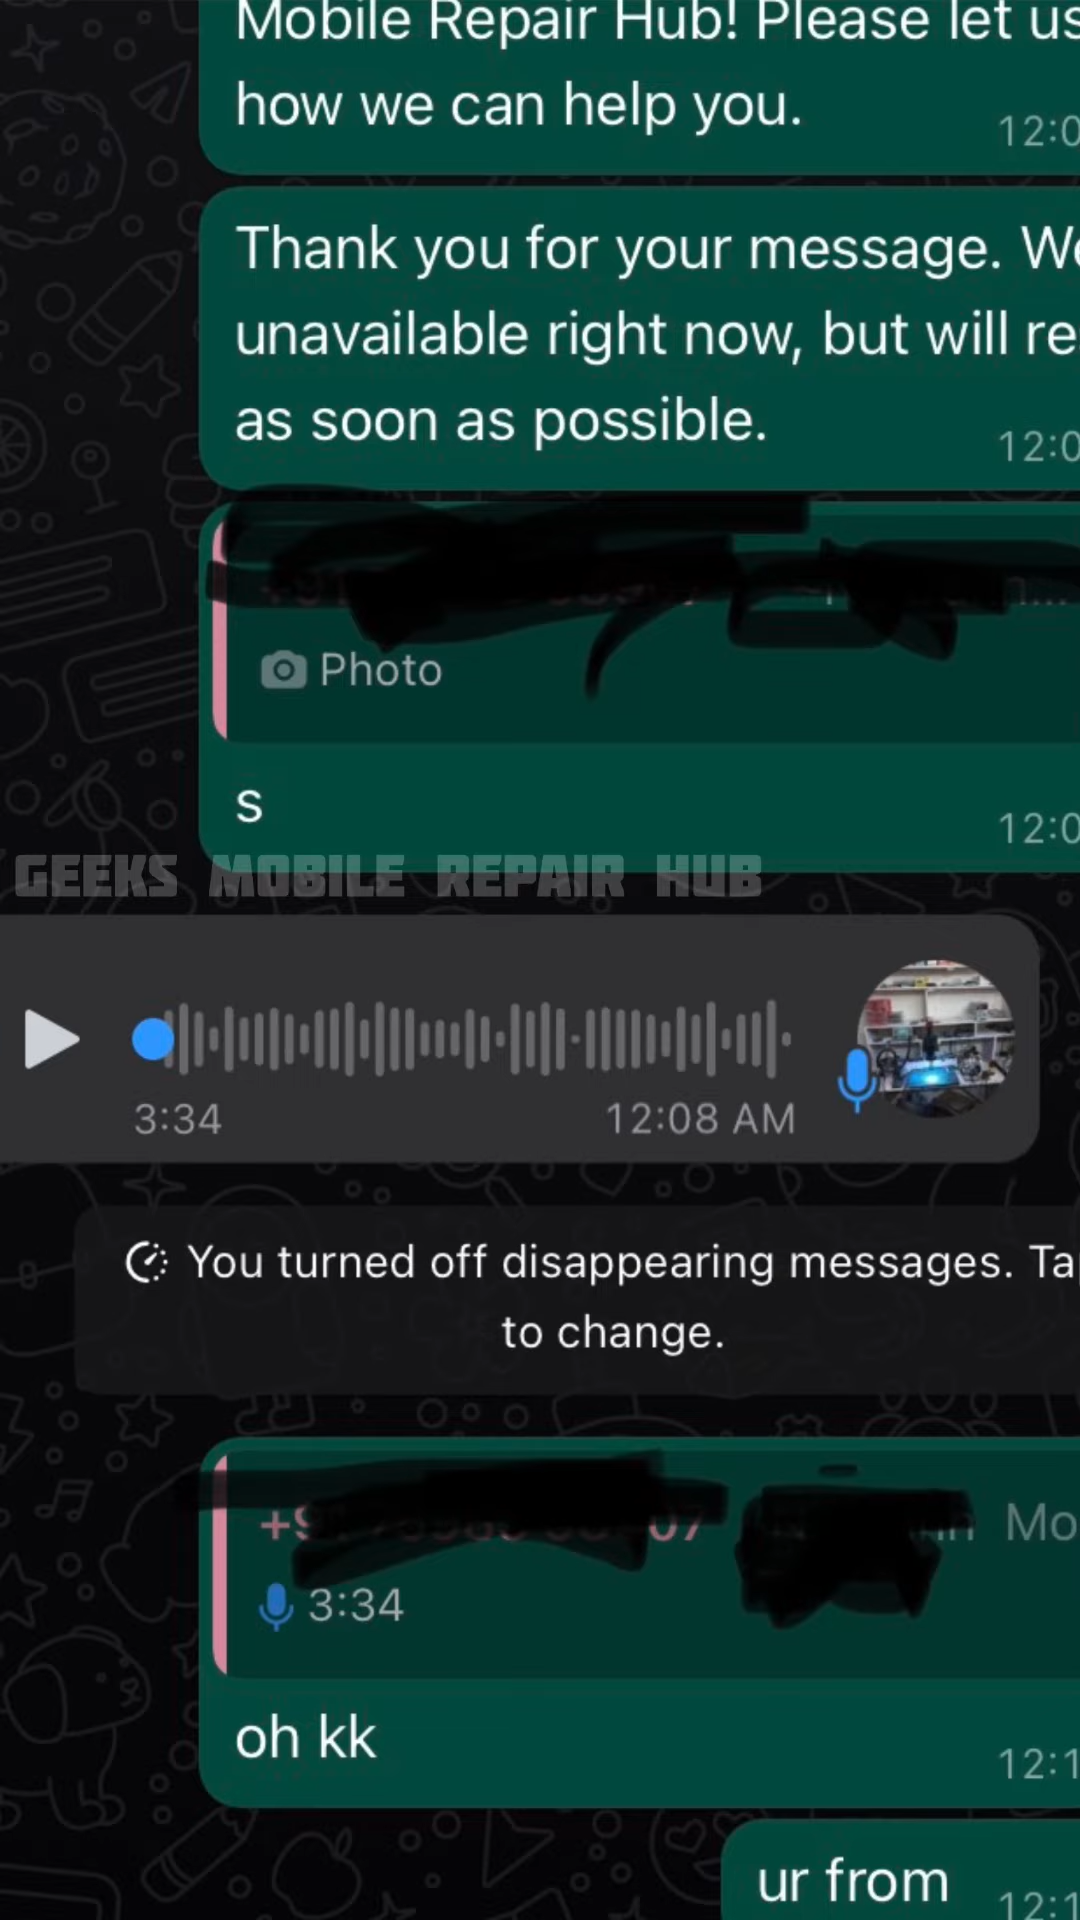 Mobile Repair Hub! Please let us
how we can help you.
12:0
Thank you for your message. We
unavailable right now, but will re
as soon as possible.
12:0
Photo
s
12:0
GEEKS MOBILE REPAIR HUB
3:34
12:08 AM
You turned off disappearing messages. Ta
to change.
Mo
3:34
oh kk
12:1
ur from
12:1